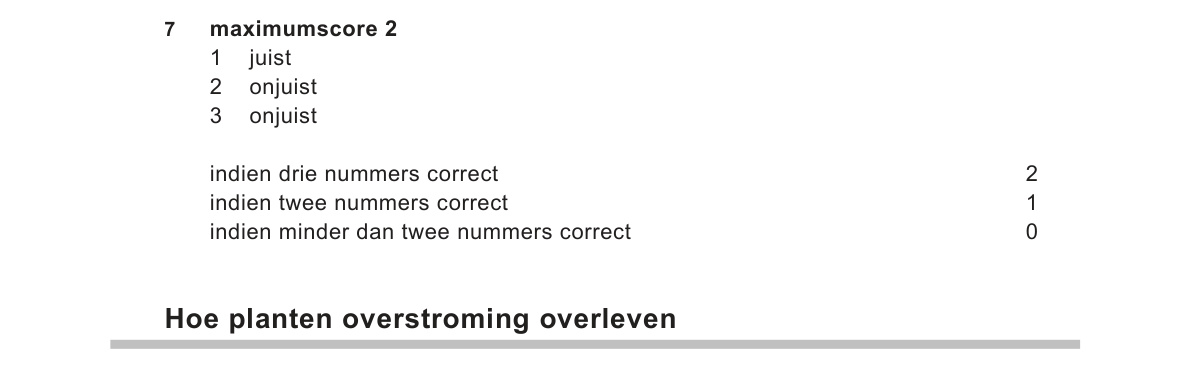 7 maximumscore 2
1 juist
2 onjuist
3 onjuist
indien drie nummers correct 2
indien twee nummers correct 1
indien minder dan twee nummers correct 0
Hoe planten overstroming overleven